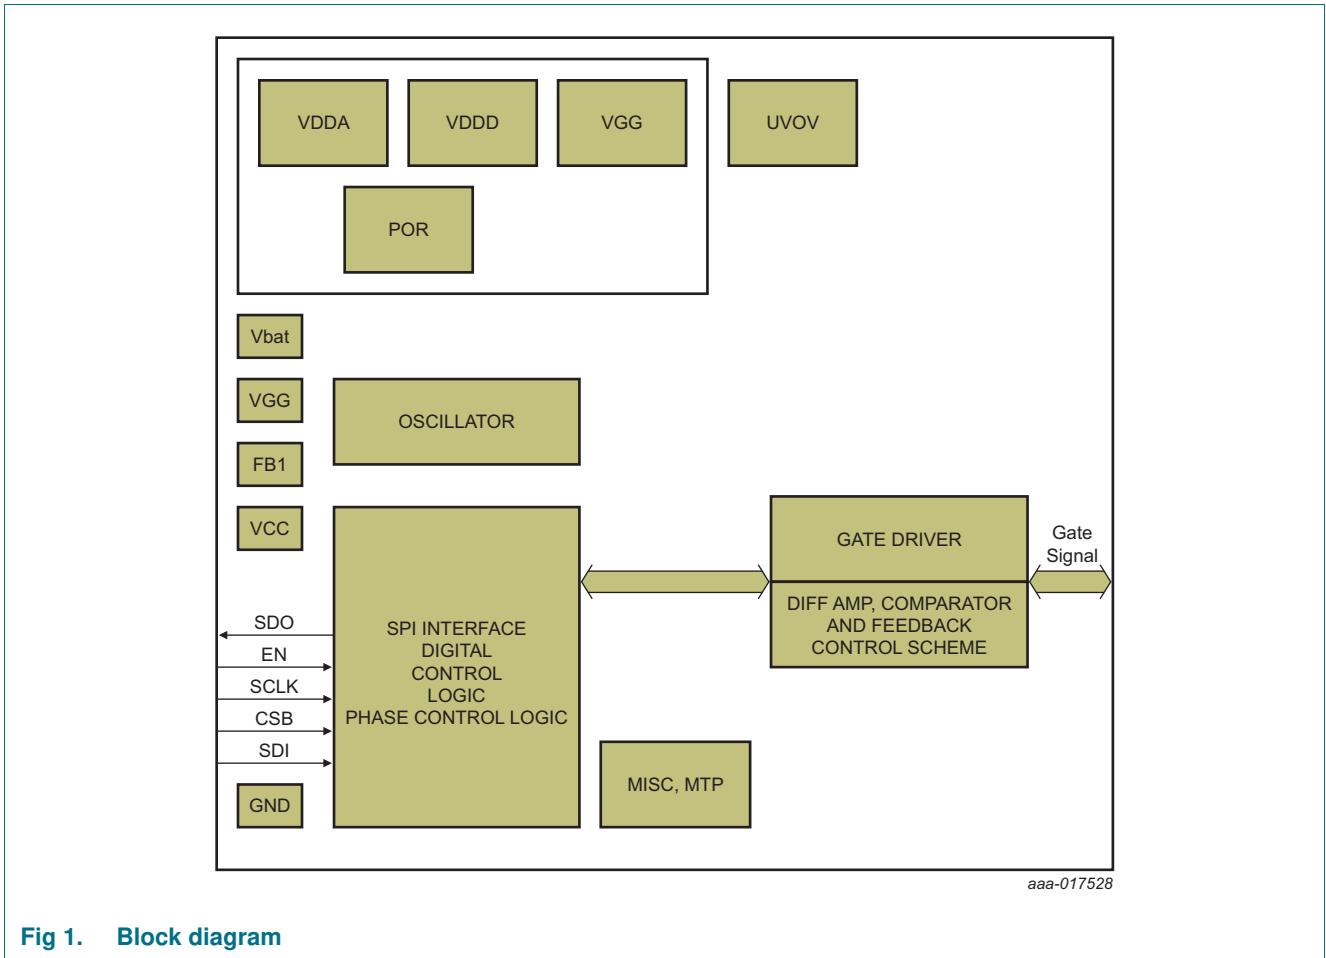 VDDA
VDDD
VGG
UVOV
POR
Vbat
VGG
OSCILLATOR
FB1
VCC
GATE DRIVER
Gate
Signal
DIFF AMP, COMPARATOR
AND FEEDBACK
CONTROL SCHEME
SDO
EN
SCLK
CSB
SDI
SPI INTERFACE
DIGITAL
CONTROL
LOGIC
PHASE CONTROL LOGIC
MISC, MTP
GND
aaa-017528
Fig 1. Block diagram